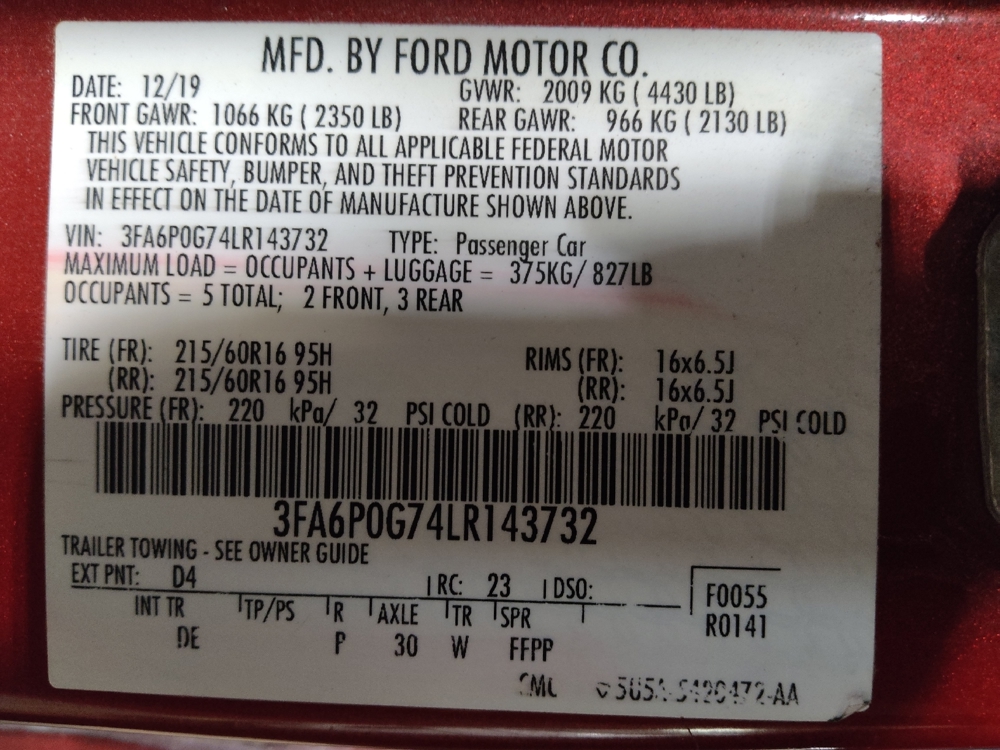 MFD. BY FORD MOTOR CO.
DATE: 12/19 GVWR: 2009 KG ( 4430 LB)
FRONT GAWR: 1066 KG ( 2350 LB) REAR GAWR: 966 KG ( 2130 LB)
THIS VEHICLE CONFORMS TO ALL APPLICABLE FEDERAL MOTOR
VEHICLE SAFETY, BUMPER, AND THEFT PREVENTION STANDARDS
IN EFFECT ON THE DATE OF MANUFACTURE SHOWN ABOVE.
VIN: 3FA6P0G74LR143732 TYPE: Passenger Car
MAXIMUM LOAD = OCCUPANTS + LUGGAGE = 375KG/ 827LB
OCCUPANTS = 5 TOTAL; 2 FRONT, 3 REAR
TIRE (FR): 215/60R16 95H RIMS (FR): 16x6.5J
(RR): 215/60R16 95H (RR): 16x6.5J
PRESSURE (FR): 220 kPa/ 32 PSI COLD (RR): 220 kPa/ 32 PSI COLD
3FA6P0G74LR143732
TRAILER TOWING - SEE OWNER GUIDE
EXT PNT: D4 RC: 23 DSO: F0055
INT TR TP/PS R AXLE TR SPR R0141
DE P 30 W FFPP